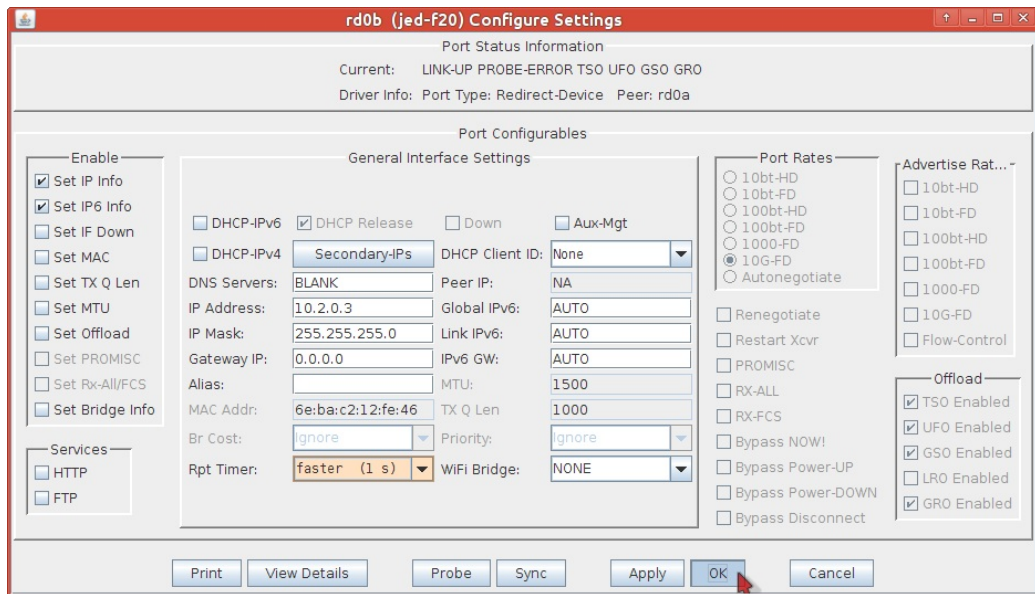 rd0b (jed-f20) Configure Settings
Port Status Information
Current: LINK-UP PROBE-ERROR TSO UFO GSO GRO
Driver Info: Port Type: Redirect-Device Peer: rd0a
Port Configurables
Enable
Set IP Info
Set IP6 Info
Set IF Down
Set MAC
Set TX Q Len
Set MTU
Set Offload
Set PROMISC
Set Rx-All/FCS
Set Bridge Info
Services
HTTP
FTP
General Interface Settings
DHCP-IPv6 DHCP Release Down Aux-Mgt
DHCP-IPv4 Secondary-IPs DHCP Client ID: None
DNS Servers: BLANK Peer IP: NA
IP Address: 10.2.0.3 Global IPv6: AUTO
IP Mask: 255.255.255.0 Link IPv6: AUTO
Gateway IP: 0.0.0.0 IPv6 GW: AUTO
Alias: MTU: 1500
MAC Addr: 6e:ba:c2:12:fe:46 TX Q Len 1000
Br Cost: Ignore Priority: Ignore
Rpt Timer: faster (1 s) WiFi Bridge: NONE
Port Rates
10bt-HD
10bt-FD
100bt-HD
100bt-FD
1000-FD
10G-FD
Autonegotiate
Renegotiate
Restart Xcvr
PROMISC
RX-ALL
RX-FCS
Bypass NOW!
Bypass Power-UP
Bypass Power-DOWN
Bypass Disconnect
Advertise Rat...
10bt-HD
10bt-FD
100bt-HD
100bt-FD
1000-FD
10G-FD
Flow-Control
Offload
TSO Enabled
UFO Enabled
GSO Enabled
LRO Enabled
GRO Enabled
Print View Details Probe Sync Apply OK Cancel